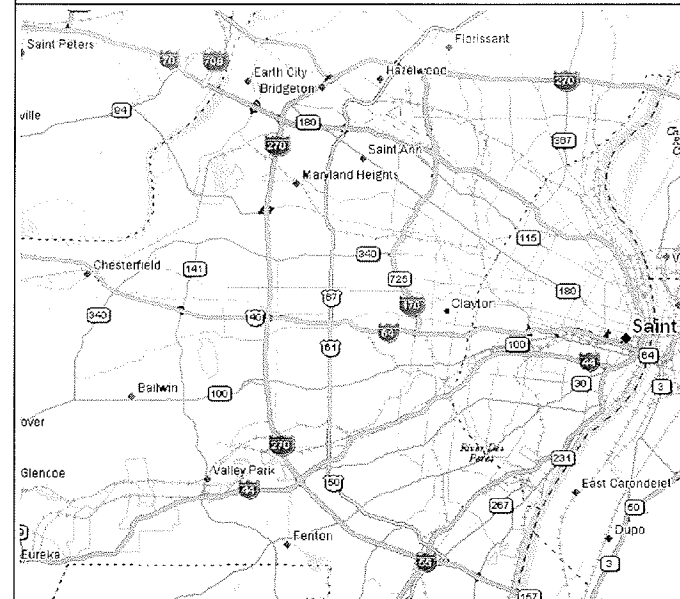 Florissant
Saint Peters
70
70B
Earth City
Hazelwood
270
Bridgeton
94
ville
180
367
270
Saint Ann
Maryland Heights
115
340
Chesterfield
141
725
180
67
170
Clayton
340
40
64
Saint
100
61
44
64
30
3
Ballwin
100
over
270
River Des
Peres
231
Glencoe
Valley Park
50
44
East Carondelet
267
50
Fenton
Dupo
Eureka
55
3
157